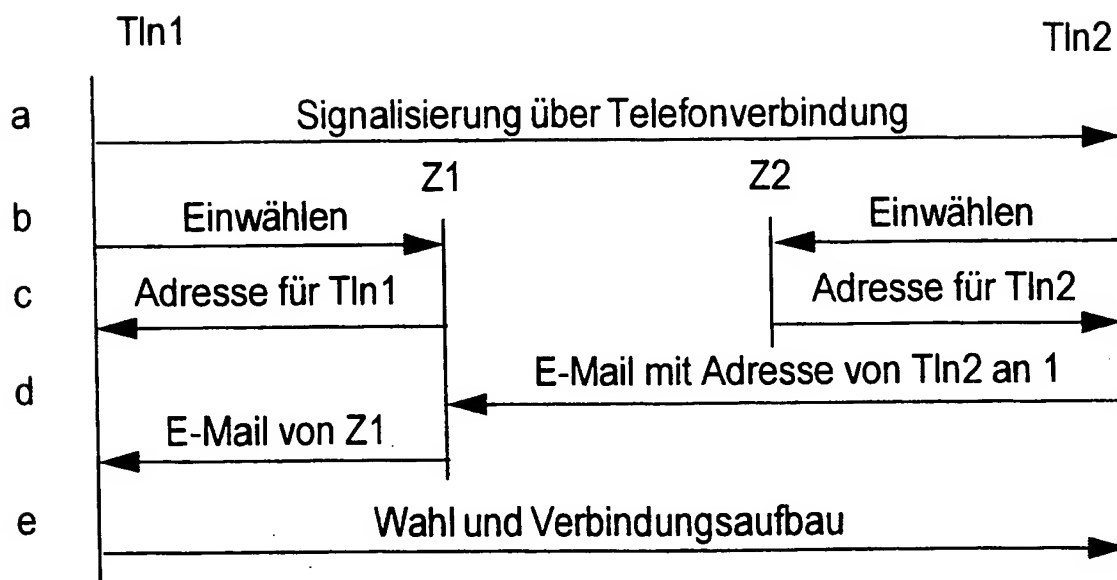 Tln1
Tln2
a
Signalisierung über Telefonverbindung
Z1
Z2
b
Einwählen
Einwählen
c
Adresse für Tln1
Adresse für Tln2
d
E-Mail mit Adresse von Tln2 an 1
E-Mail von Z1
e
Wahl und Verbindungsaufbau